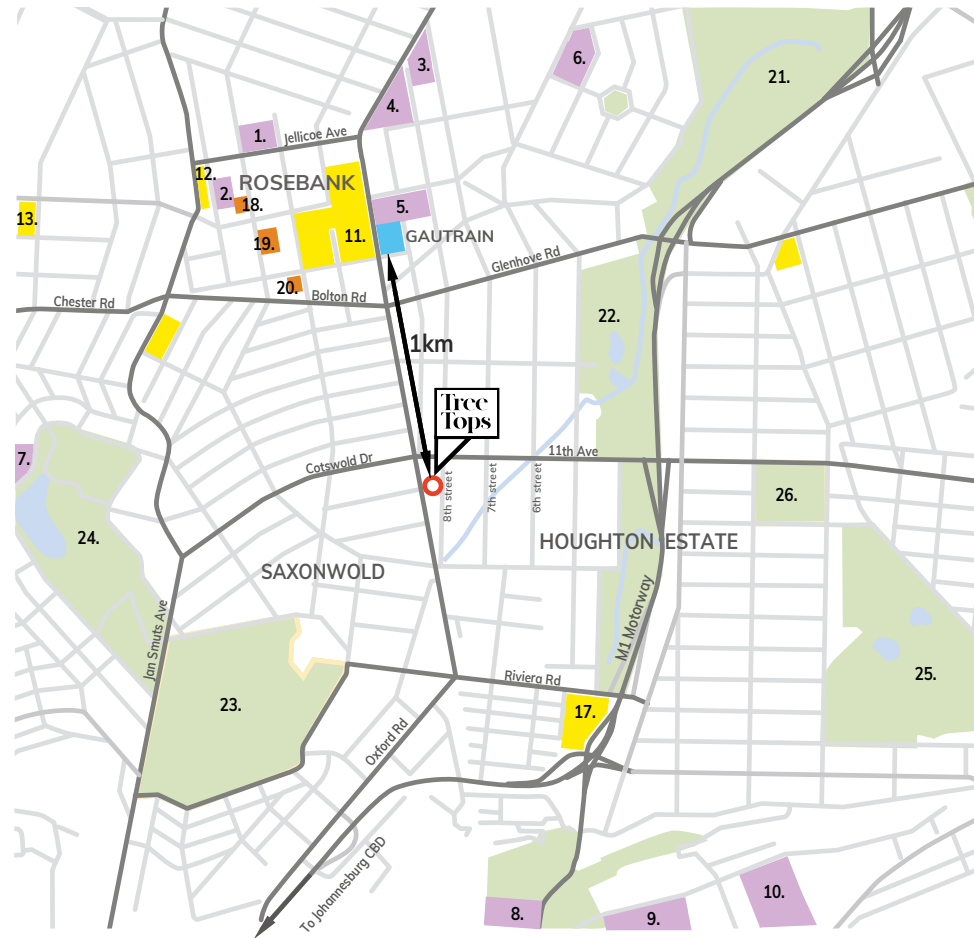 3.
6.
21.
4.
1.
Jellicoe Ave
12.
ROSEBANK
2.
18.
5.
13.
19.
11.
GAUTRAIN
Glenhove Rd
20.
Bolton Rd
Chester Rd
22.
1km
Tree
Tops
11th Ave
Cotswold Dr
7.
8th street
7th street
6th street
26.
24.
HOUGHTON ESTATE
SAXONWOLD
M1 Motorway
Jan Smuts Ave
25.
Riviera Rd
23.
17.
Oxford Rd
To Johannesburg CBD
10.
8.
9.